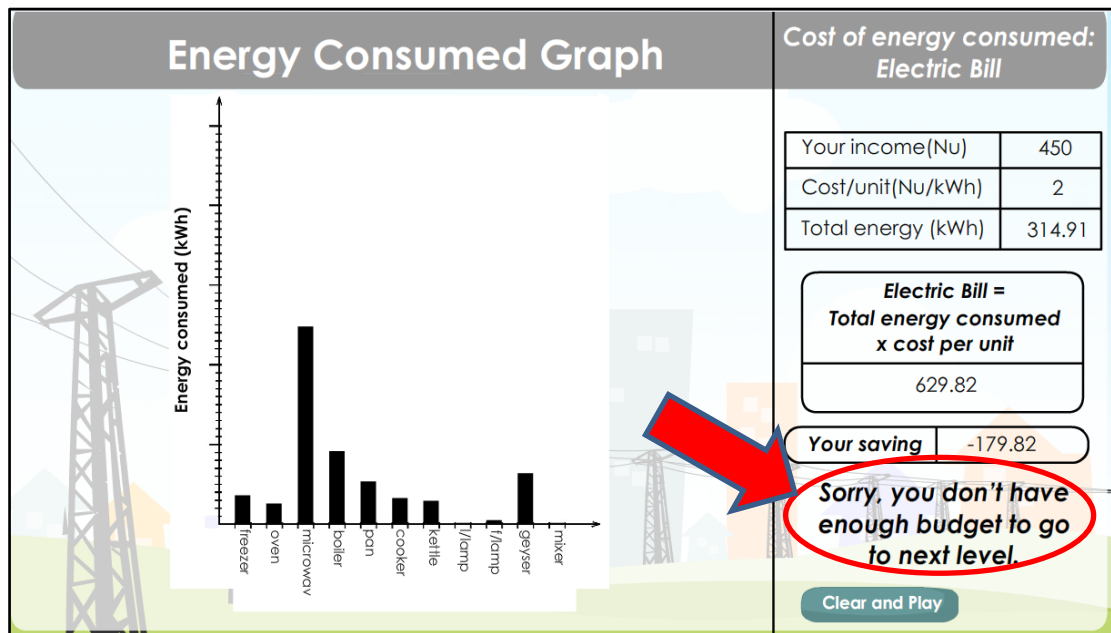 Energy Consumed Graph
Energy consumed (kWh)
freezer
oven
microwav
boiler
pan
cooker
kettle
l/lamp
f/lamp
geyser
mixer
Cost of energy consumed:
Electric Bill
Your income(Nu) 450
Cost/unit(Nu/kWh) 2
Total energy (kWh) 314.91
Electric Bill =
Total energy consumed
x cost per unit
629.82
Your saving -179.82
Sorry, you don't have
enough budget to go
to next level.
Clear and Play